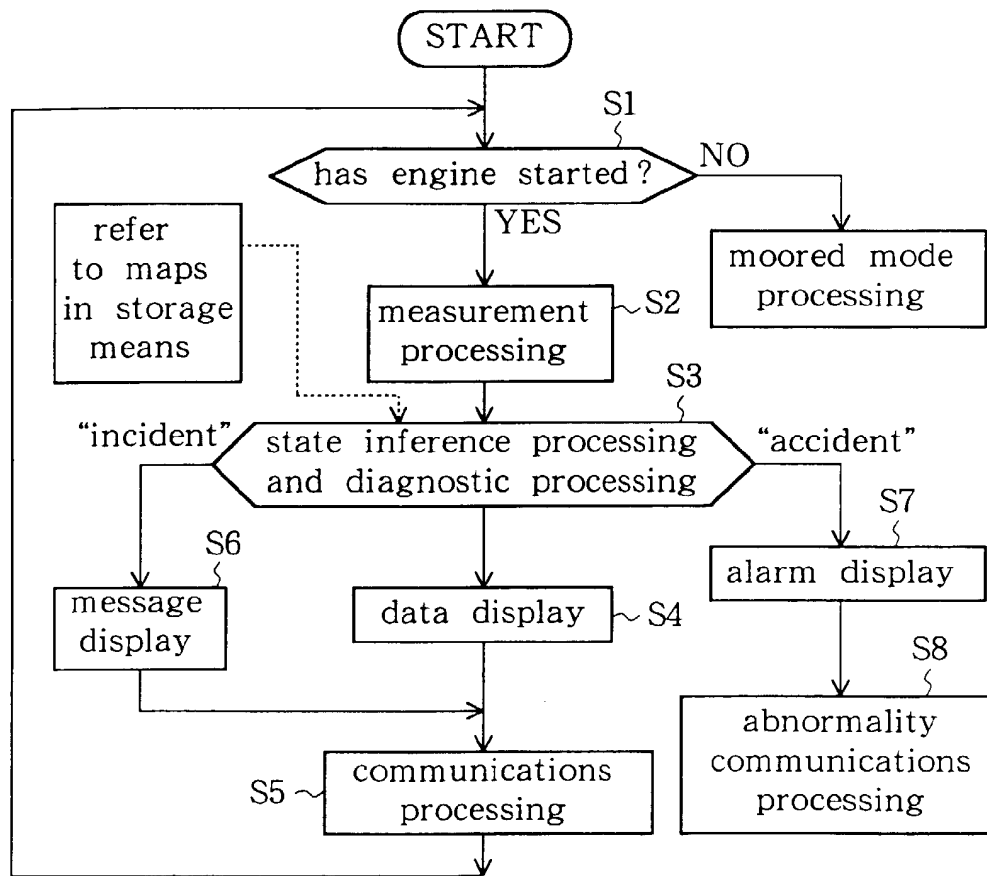 START
S1
has engine started?
NO
YES
refer
to maps
in storage
means
moored mode
processing
measurement
processing
S2
S3
"incident"
state inference processing
and diagnostic processing
"accident"
S6
message
display
data display
S4
S7
alarm display
S8
abnormality
communications
processing
S5
communications
processing